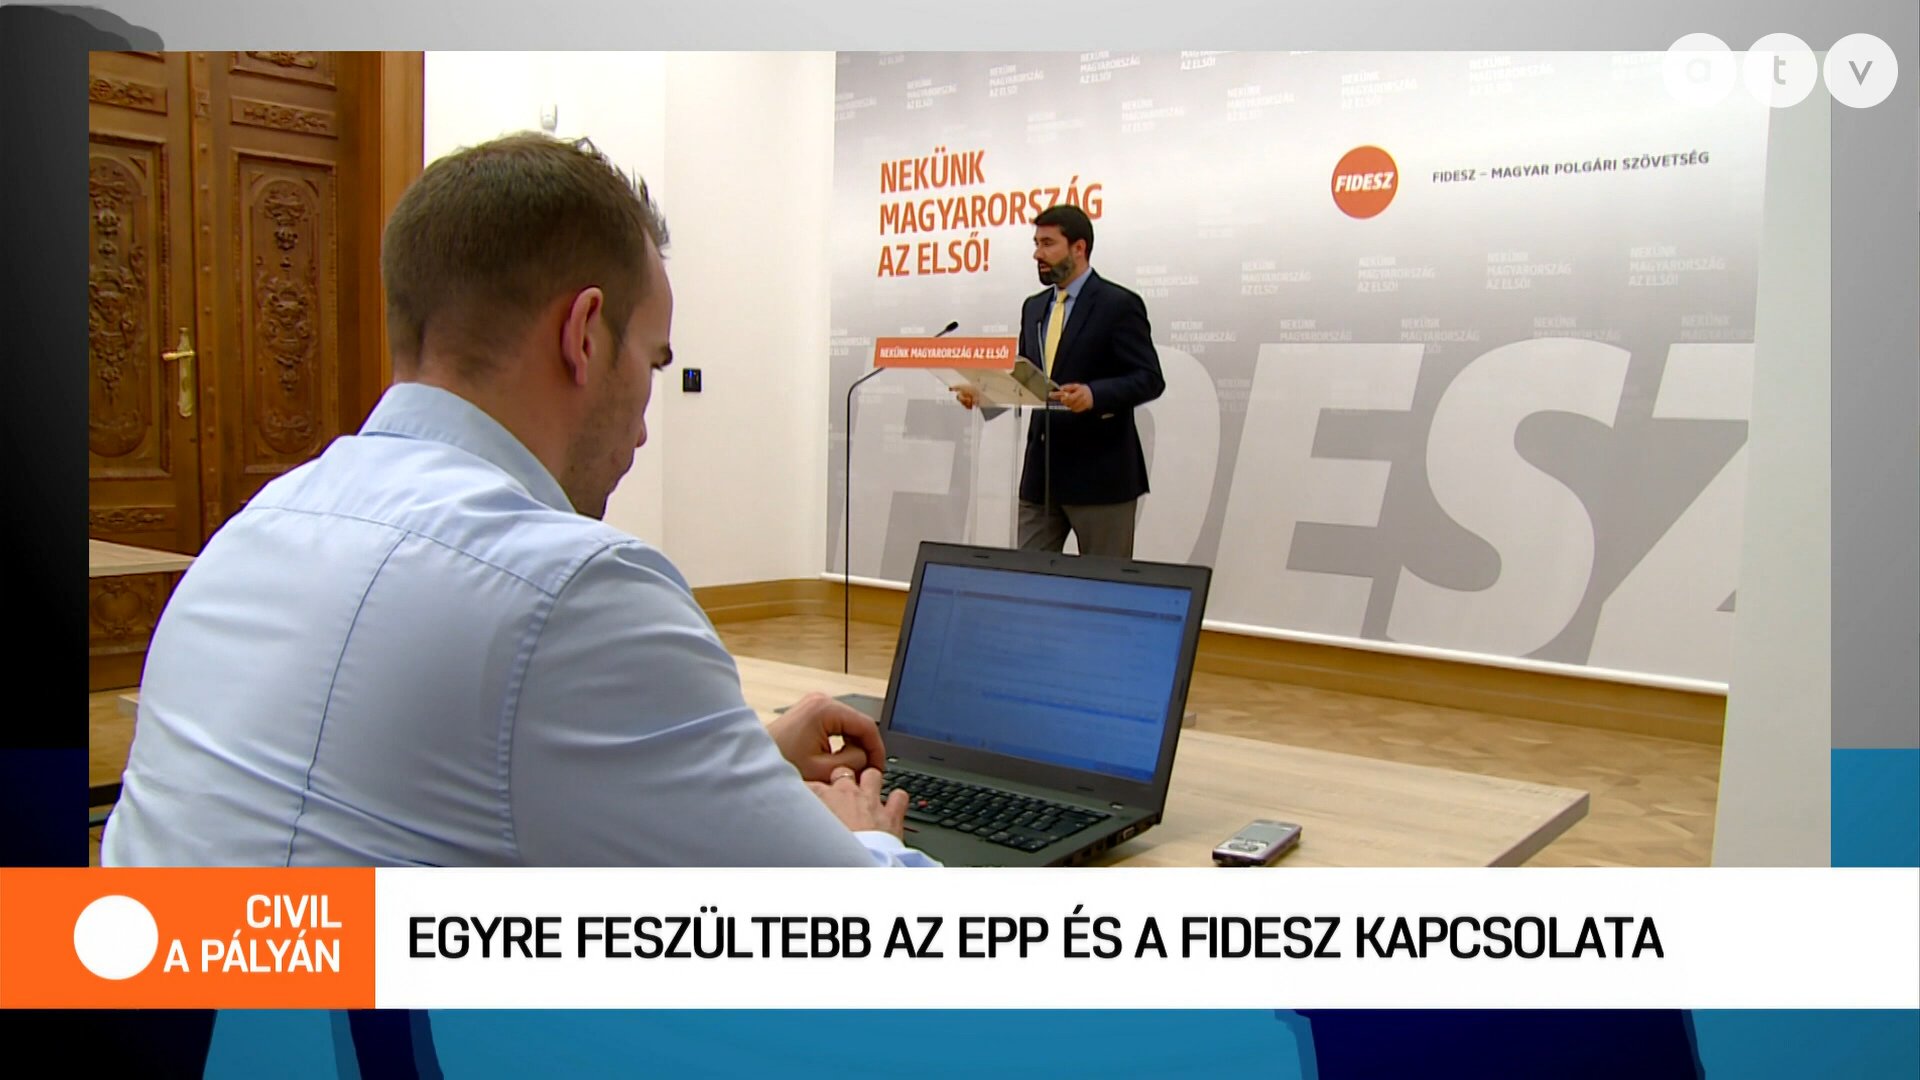 a t v
NEKÜNK
MAGYARORSZÁG
AZ ELSŐ!
FIDESZ
FIDESZ – MAGYAR POLGÁRI SZÖVETSÉG
NEKÜNK MAGYARORSZÁG AZ ELSŐ!
FIDESZ
CIVIL
A PÁLYÁN
EGYRE FESZÜLTEBB AZ EPP ÉS A FIDESZ KAPCSOLATA